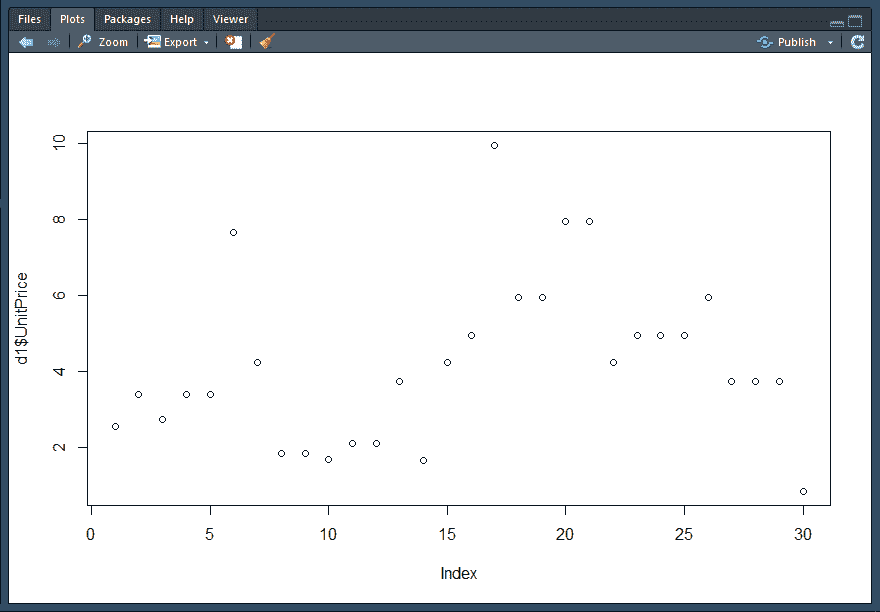 Files Plots Packages Help Viewer
Zoom Export Publish
10
8
6
4
2
d1$UnitPrice
0 5 10 15 20 25 30
Index